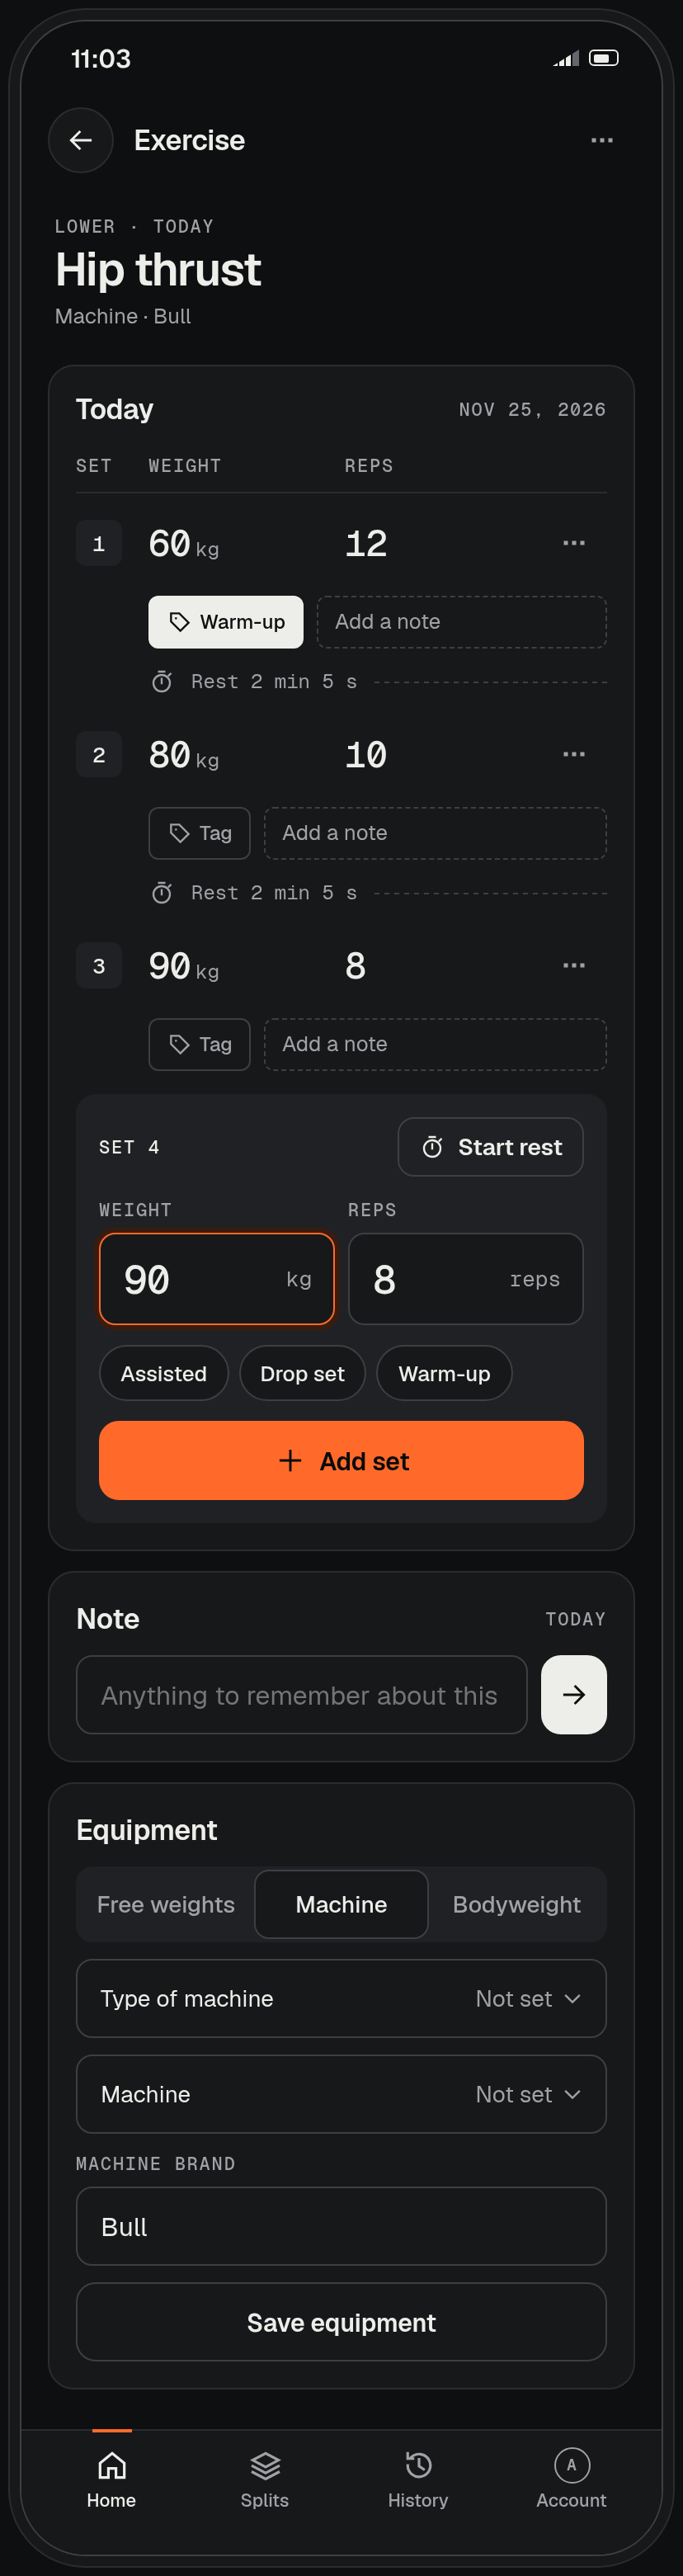 11:03
Exercise
LOWER · TODAY
Hip thrust
Machine · Bull
Today NOV 25, 2026
SET WEIGHT REPS
1 60 kg 12
Warm-up Add a note
Rest 2 min 5 s
2 80 kg 10
Tag Add a note
Rest 2 min 5 s
3 90 kg 8
Tag Add a note
SET 4 Start rest
WEIGHT REPS
90 kg 8 reps
Assisted Drop set Warm-up
Add set
Note TODAY
Anything to remember about this
Equipment
Free weights Machine Bodyweight
Type of machine Not set
Machine Not set
MACHINE BRAND
Bull
Save equipment
A
Home Splits History Account